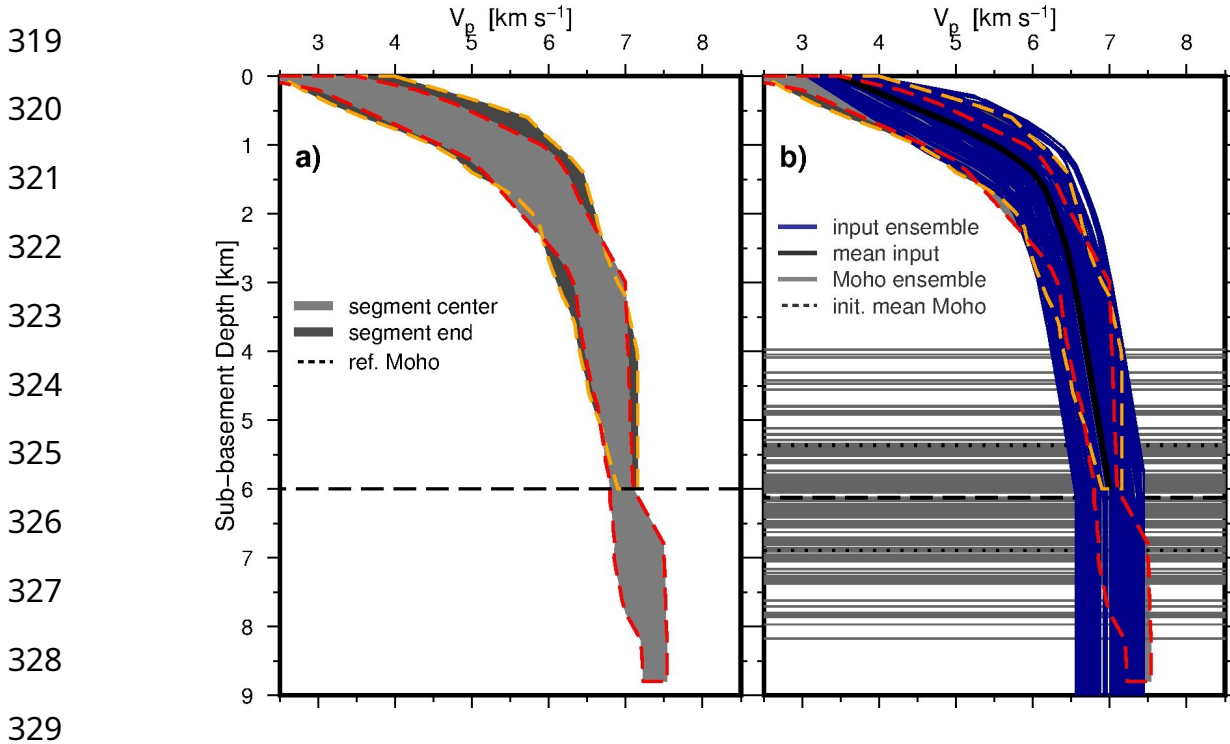 319
320
321
322
323
324
325
326
327
328
329
Vp [km s⁻¹]
3 4 5 6 7 8
Sub−basement Depth [km]
0
1
2
3
4
5
6
7
8
9
a)
segment center
segment end
ref. Moho
Vp [km s⁻¹]
3 4 5 6 7 8
b)
input ensemble
mean input
Moho ensemble
init. mean Moho